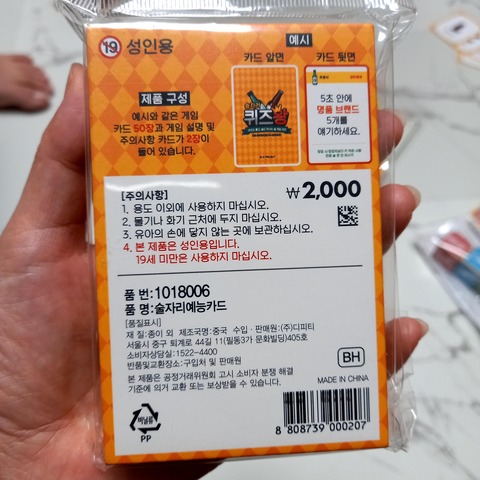 19 성인용
예시
카드 앞면
카드 뒷면
제품 구성
예시와 같은 게임
카드 50장과 게임 설명 및
주의사항 카드가 2장이
들어 있습니다.
퀴즈왕
5초 안에
명품 브랜드
5개를
얘기하세요.
[주의사항]
₩2,000
1. 용도 이외에 사용하지 마십시오.
2. 물기나 화기 근처에 두지 마십시오.
3. 유아의 손에 닿지 않는 곳에 보관하십시오.
4. 본 제품은 성인용입니다.
19세 미만은 사용하지 마십시오.
품 번:1018006
품 명:술자리예능카드
[품질표시]
재 질:종이 외 제조국명:중국 수입·판매원:(주)디피티
서울시 중구 퇴계로 44길 11(필동3가 문화빌딩)405호
소비자상담실:1522-4400
반품및교환장소:구입처 및 판매원
본 제품은 공정거래위원회 고시 소비자 분쟁 해결
기준에 의거 교환 또는 보상받을 수 있습니다.
BH
MADE IN CHINA
비닐류
PP
8 808739 000207